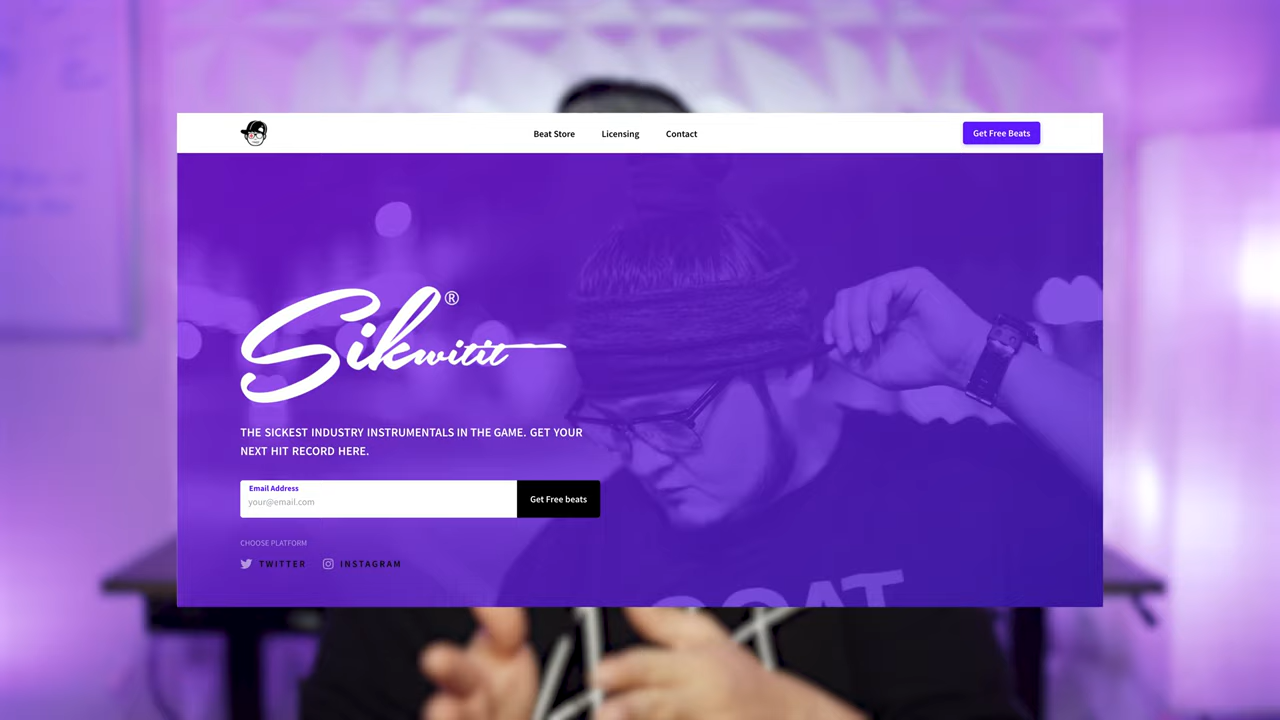 Beat Store Licensing Contact Get Free Beats
Sikwitit®
THE SICKEST INDUSTRY INSTRUMENTALS IN THE GAME. GET YOUR
NEXT HIT RECORD HERE.
Email Address
your@email.com
Get Free beats
CHOOSE PLATFORM
TWITTER INSTAGRAM
GOAT